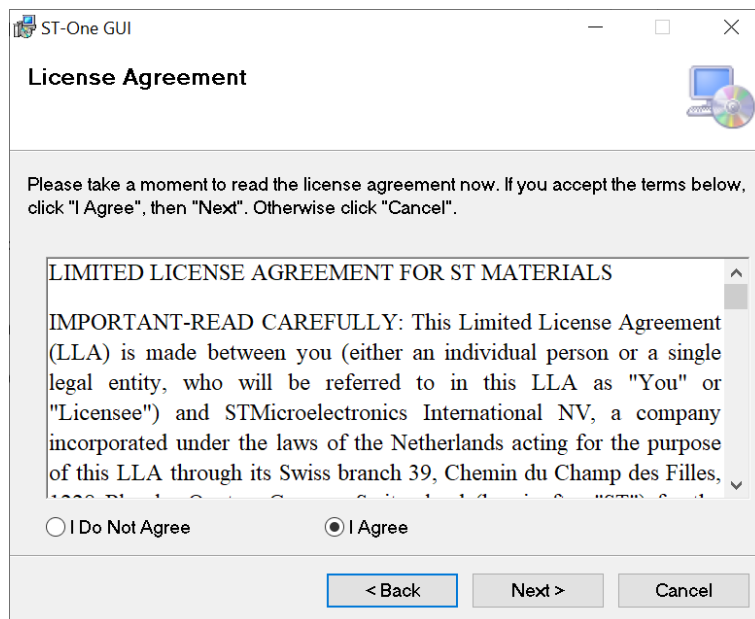 ST-One GUI
License Agreement
Please take a moment to read the license agreement now. If you accept the terms below,
click "I Agree", then "Next". Otherwise click "Cancel".
LIMITED LICENSE AGREEMENT FOR ST MATERIALS
IMPORTANT-READ CAREFULLY: This Limited License Agreement
(LLA) is made between you (either an individual person or a single
legal entity, who will be referred to in this LLA as "You" or
"Licensee") and STMicroelectronics International NV, a company
incorporated under the laws of the Netherlands acting for the purpose
of this LLA through its Swiss branch 39, Chemin du Champ des Filles,
I Do Not Agree
I Agree
< Back
Next >
Cancel